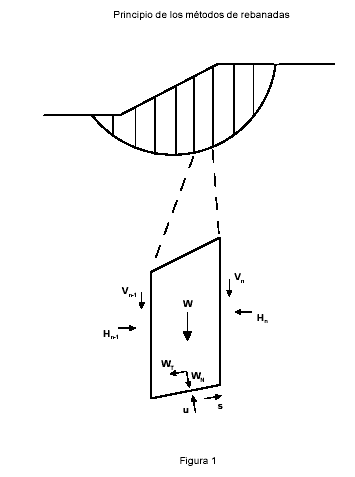 Principio de los métodos de rebanadas
Vn-1
Vn
W
Hn-1
Hn
WT
WN
u
s
Figura 1